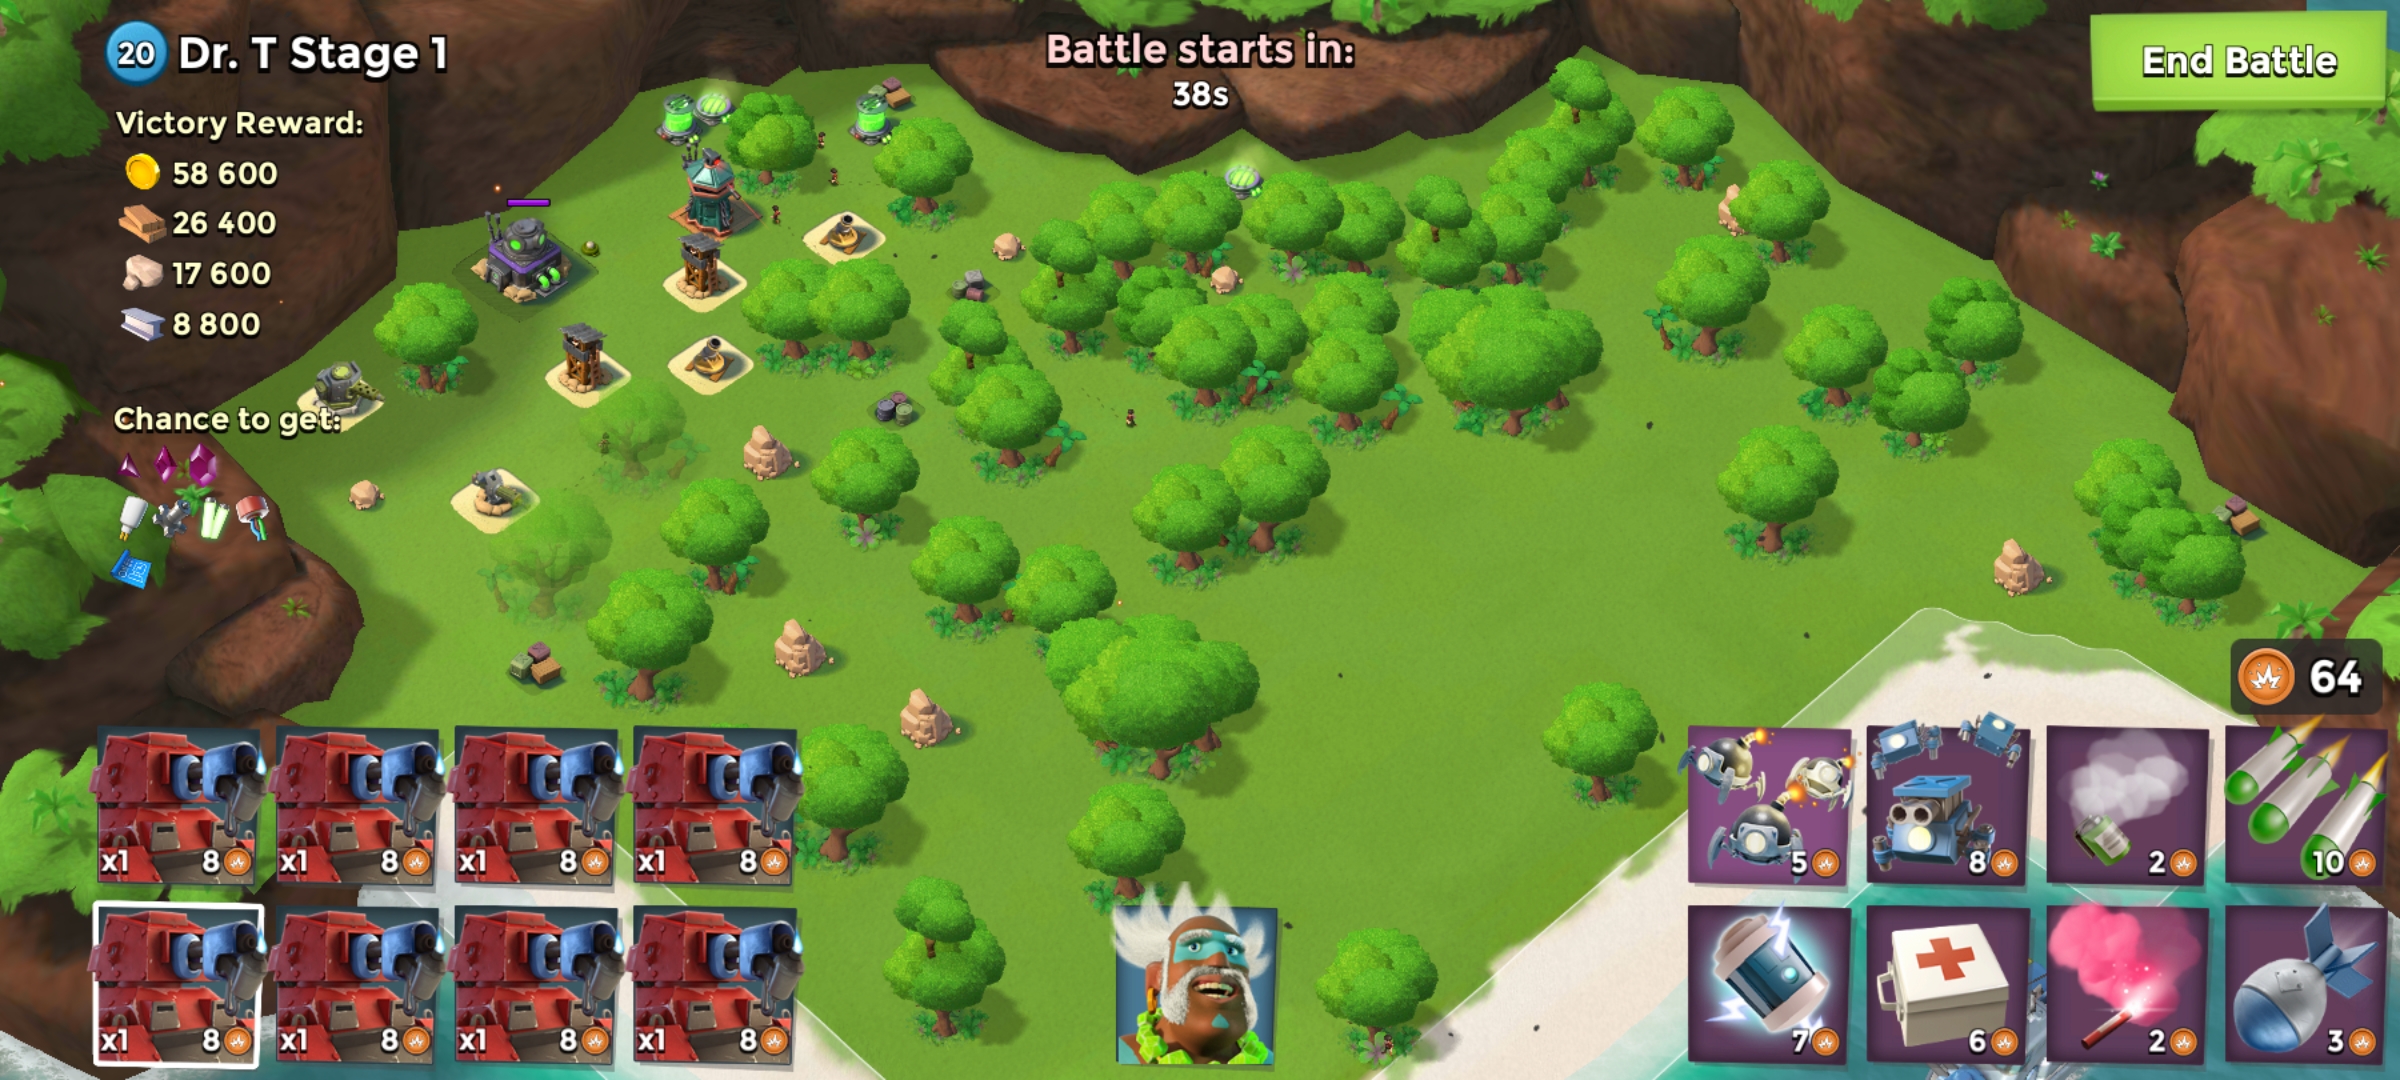 20 Dr. T Stage 1
Battle starts in:
38s
End Battle
Victory Reward:
58 600
26 400
17 600
8 800
Chance to get:
64
x1 8
x1 8
x1 8
x1 8
5
8
2
10
x1 8
x1 8
x1 8
x1 8
7
6
2
3